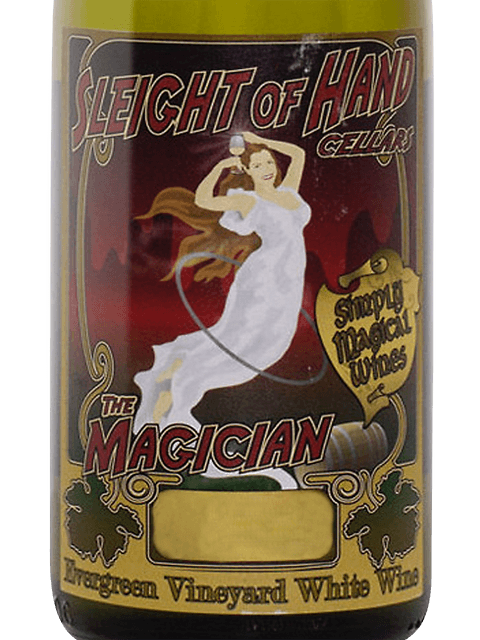 SLEIGHT OF HAND
CELLARS
Simply
Magical
Wines
THE
MAGICIAN
Evergreen Vineyard White Wine